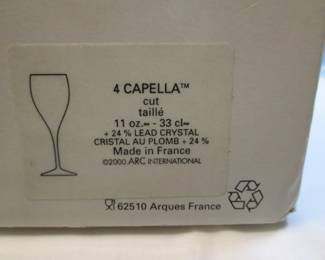 4 CAPELLA™
cut
taillé
11 oz.= - 33 cl=
+ 24 % LEAD CRYSTAL
CRISTAL AU PLOMB + 24 %
Made in France
©2000 ARC INTERNATIONAL
62510 Arques France